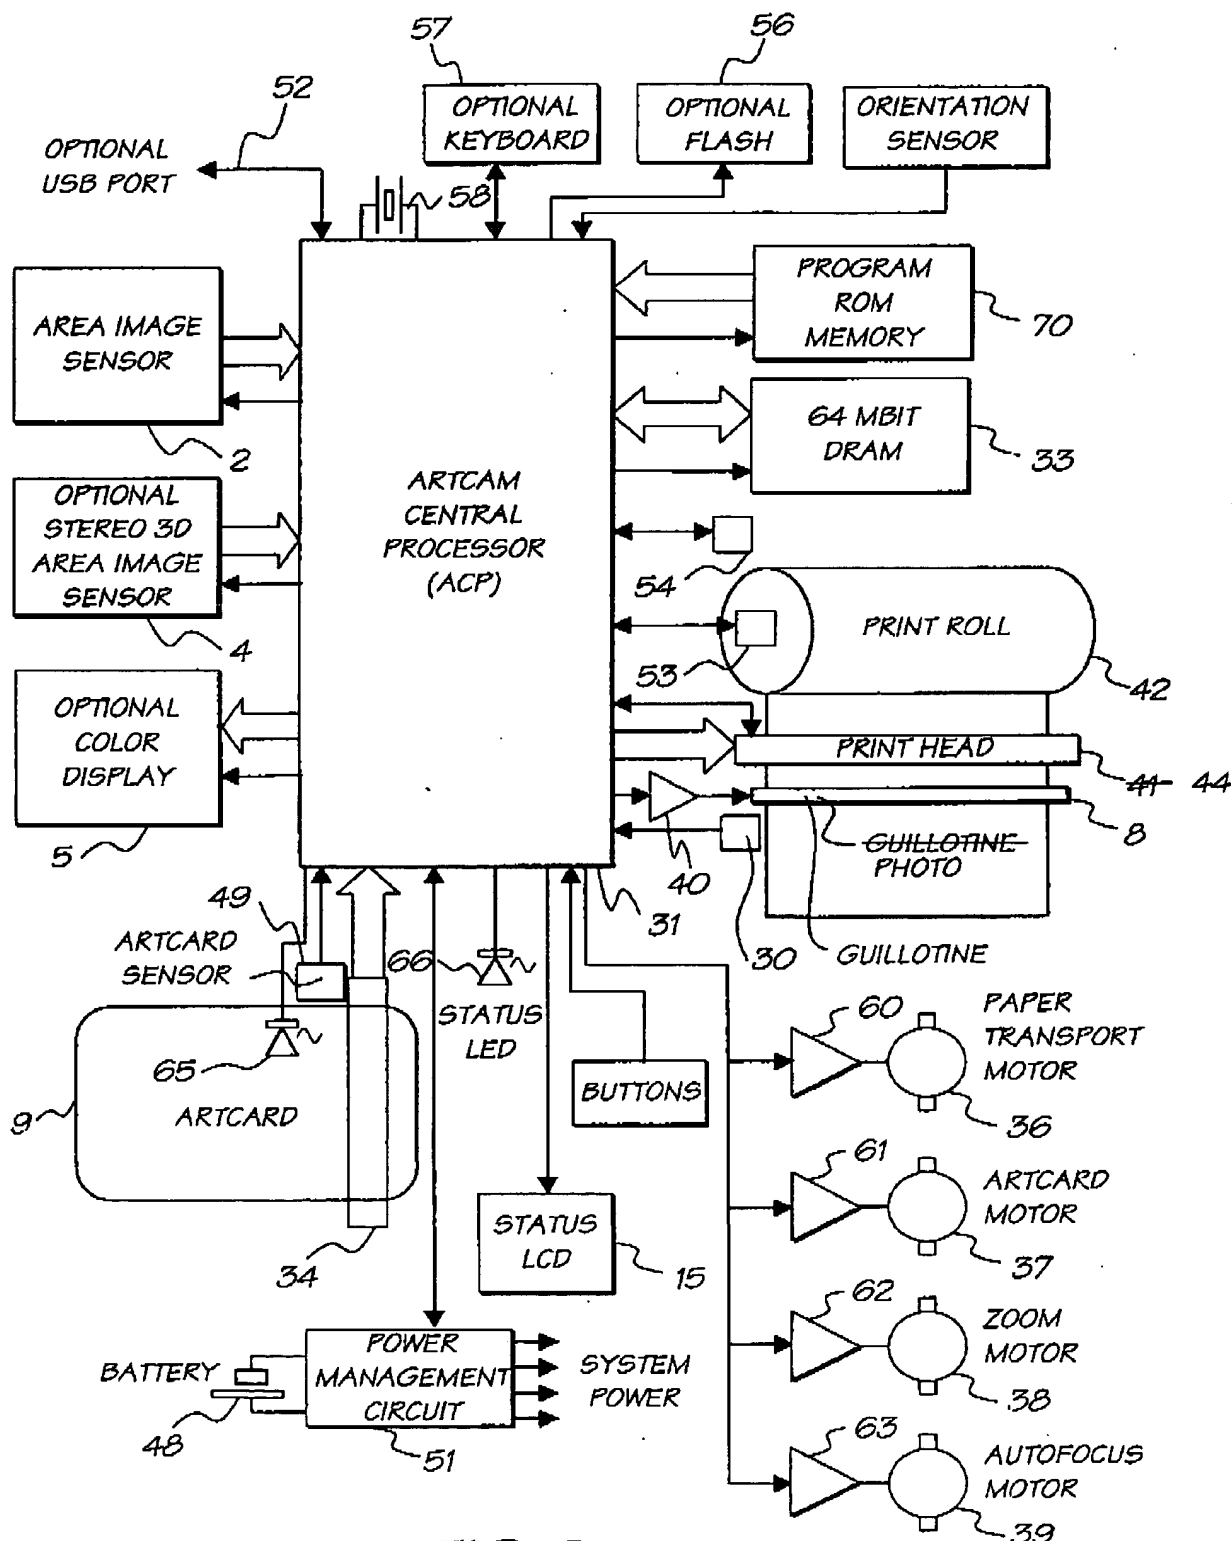 57
56
52
OPTIONAL
USB PORT
OPTIONAL
KEYBOARD
OPTIONAL
FLASH
ORIENTATION
SENSOR
58
AREA IMAGE
SENSOR
2
PROGRAM
ROM
MEMORY
70
64 MBIT
DRAM
33
OPTIONAL
STEREO 3D
AREA IMAGE
SENSOR
4
ARTCAM
CENTRAL
PROCESSOR
(ACP)
54
PRINT ROLL
53
42
OPTIONAL
COLOR
DISPLAY
5
PRINT HEAD
41 44
8
40
GUILLOTINE
PHOTO
31
30
GUILLOTINE
49
ARTCARD
SENSOR
66
STATUS
LED
65
9
ARTCARD
BUTTONS
34
STATUS
LCD
15
60
PAPER
TRANSPORT
MOTOR
36
61
ARTCARD
MOTOR
37
62
ZOOM
MOTOR
38
63
AUTOFOCUS
MOTOR
39
BATTERY
48
POWER
MANAGEMENT
CIRCUIT
51
SYSTEM
POWER